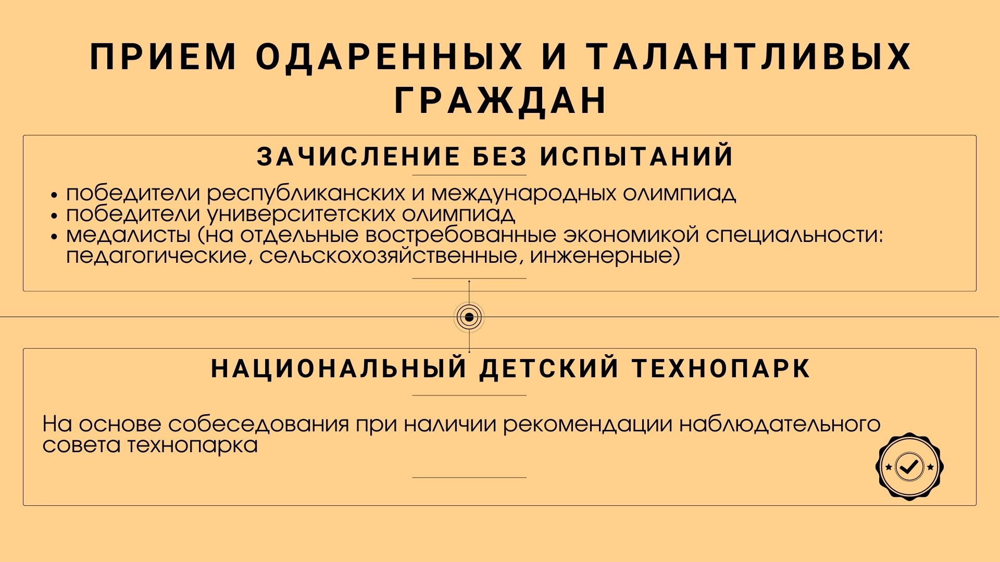 ПРИЕМ ОДАРЕННЫХ И ТАЛАНТЛИВЫХ
ГРАЖДАН
ЗАЧИСЛЕНИЕ БЕЗ ИСПЫТАНИЙ
• победители республиканских и международных олимпиад
• победители университетских олимпиад
• медалисты (на отдельные востребованные экономикой специальности:
педагогические, сельскохозяйственные, инженерные)
НАЦИОНАЛЬНЫЙ ДЕТСКИЙ ТЕХНОПАРК
На основе собеседования при наличии рекомендации наблюдательного
совета технопарка